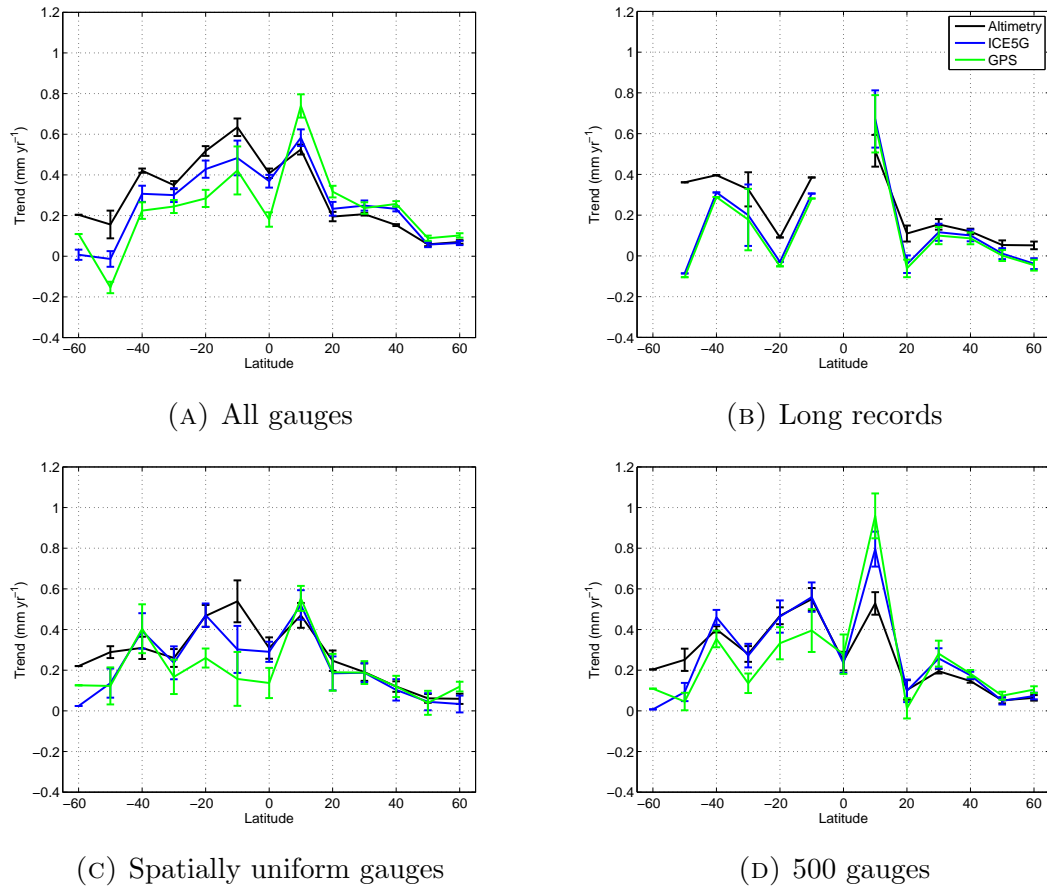 1.2
1
0.8
0.6
0.4
0.2
0
−0.2
−0.4
Trend (mm yr−1)
−60 −40 −20 0 20 40 60
Latitude
(A) All gauges
1.2
1
0.8
0.6
0.4
0.2
0
−0.2
−0.4
Trend (mm yr−1)
−60 −40 −20 0 20 40 60
Latitude
Altimetry
ICE5G
GPS
(B) Long records
1.2
1
0.8
0.6
0.4
0.2
0
−0.2
−0.4
Trend (mm yr−1)
−60 −40 −20 0 20 40 60
Latitude
(C) Spatially uniform gauges
1.2
1
0.8
0.6
0.4
0.2
0
−0.2
−0.4
Trend (mm yr−1)
−60 −40 −20 0 20 40 60
Latitude
(D) 500 gauges